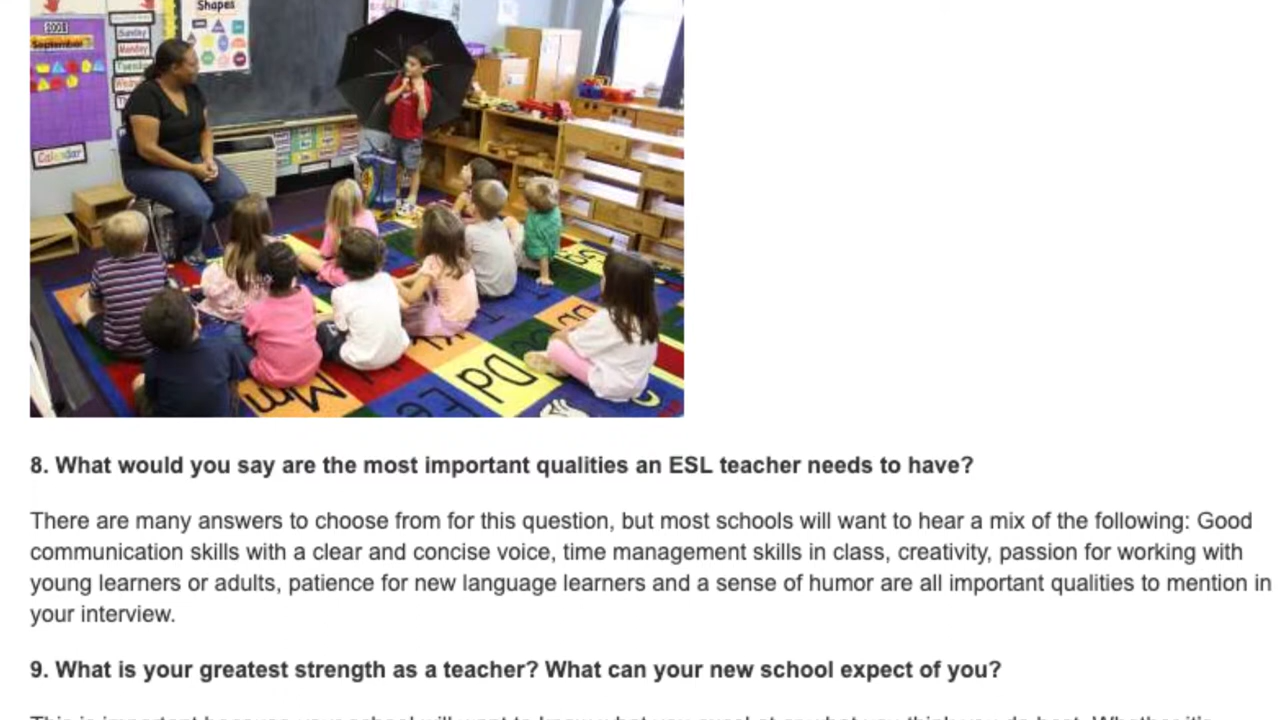 Shapes
2008
September
Sunday
Monday
Calendar
Mm
Ee
Dd
8. What would you say are the most important qualities an ESL teacher needs to have?
There are many answers to choose from for this question, but most schools will want to hear a mix of the following: Good
communication skills with a clear and concise voice, time management skills in class, creativity, passion for working with
young learners or adults, patience for new language learners and a sense of humor are all important qualities to mention in
your interview.
9. What is your greatest strength as a teacher? What can your new school expect of you?